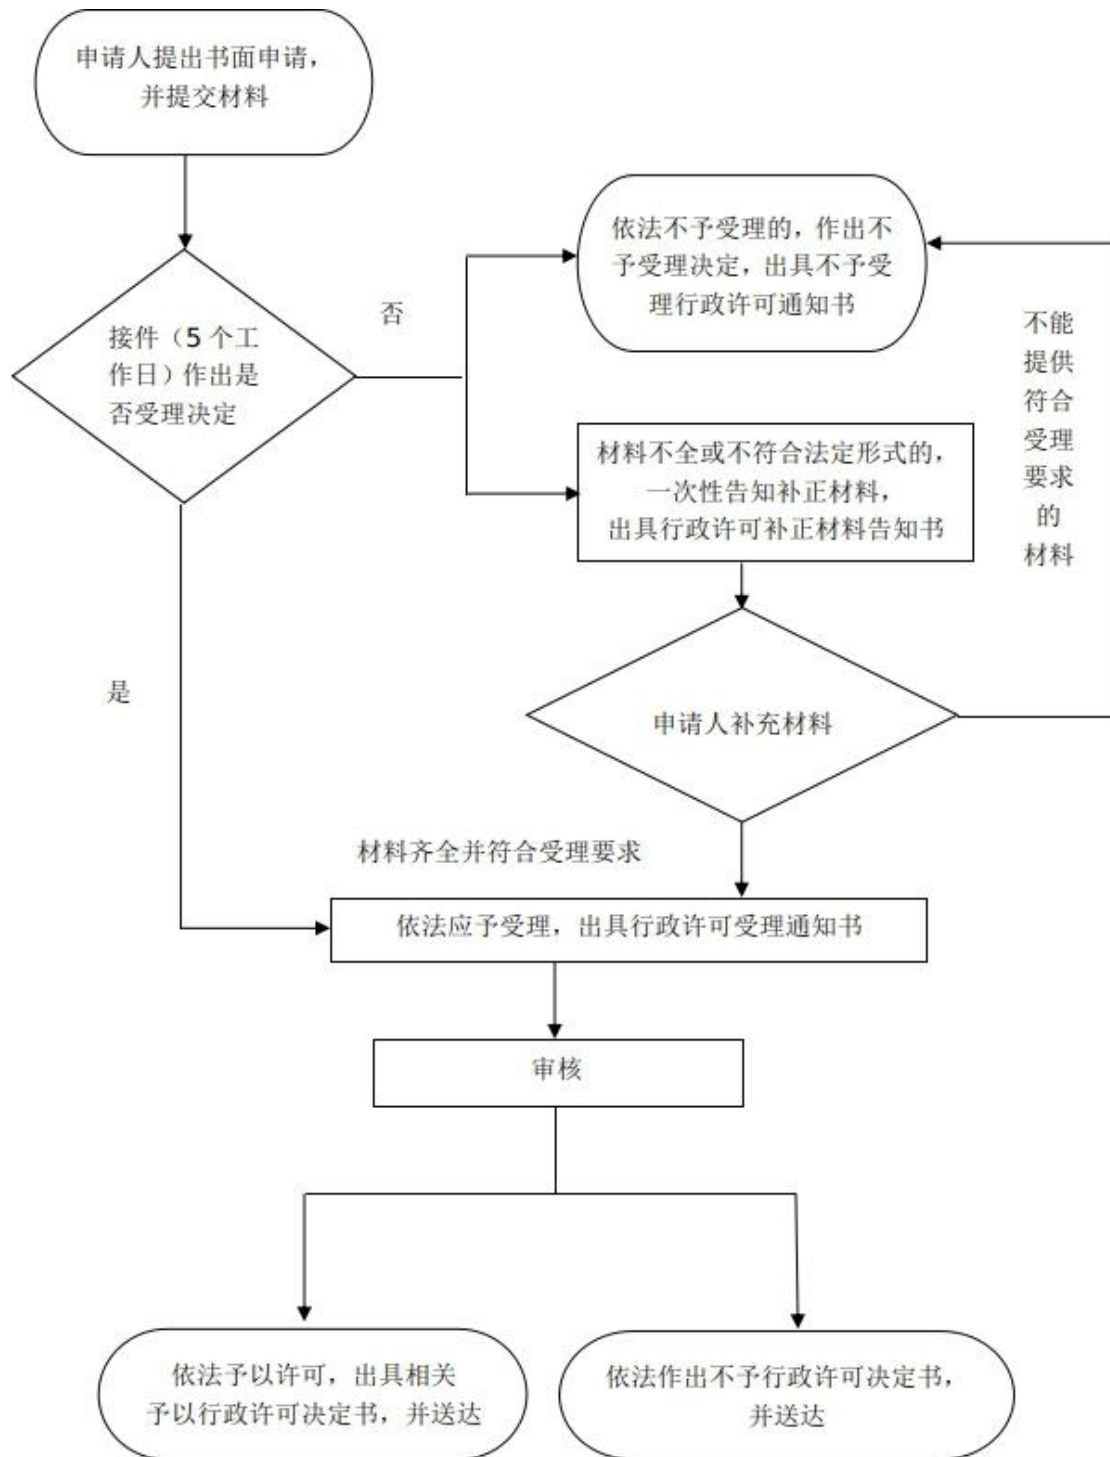 申请人提出书面申请，
并提交材料
依法不予受理的，作出不
予受理决定，出具不予受
理行政许可通知书
否
接件（5 个工
作日）作出是
否受理决定
不能
提供
符合
受理
要求
的
材料
材料不全或不符合法定形式的，
一次性告知补正材料，
出具行政许可补正材料告知书
是
申请人补充材料
材料齐全并符合受理要求
依法应予受理，出具行政许可受理通知书
审核
依法予以许可，出具相关
予以行政许可决定书，并送达
依法作出不予行政许可决定书，
并送达